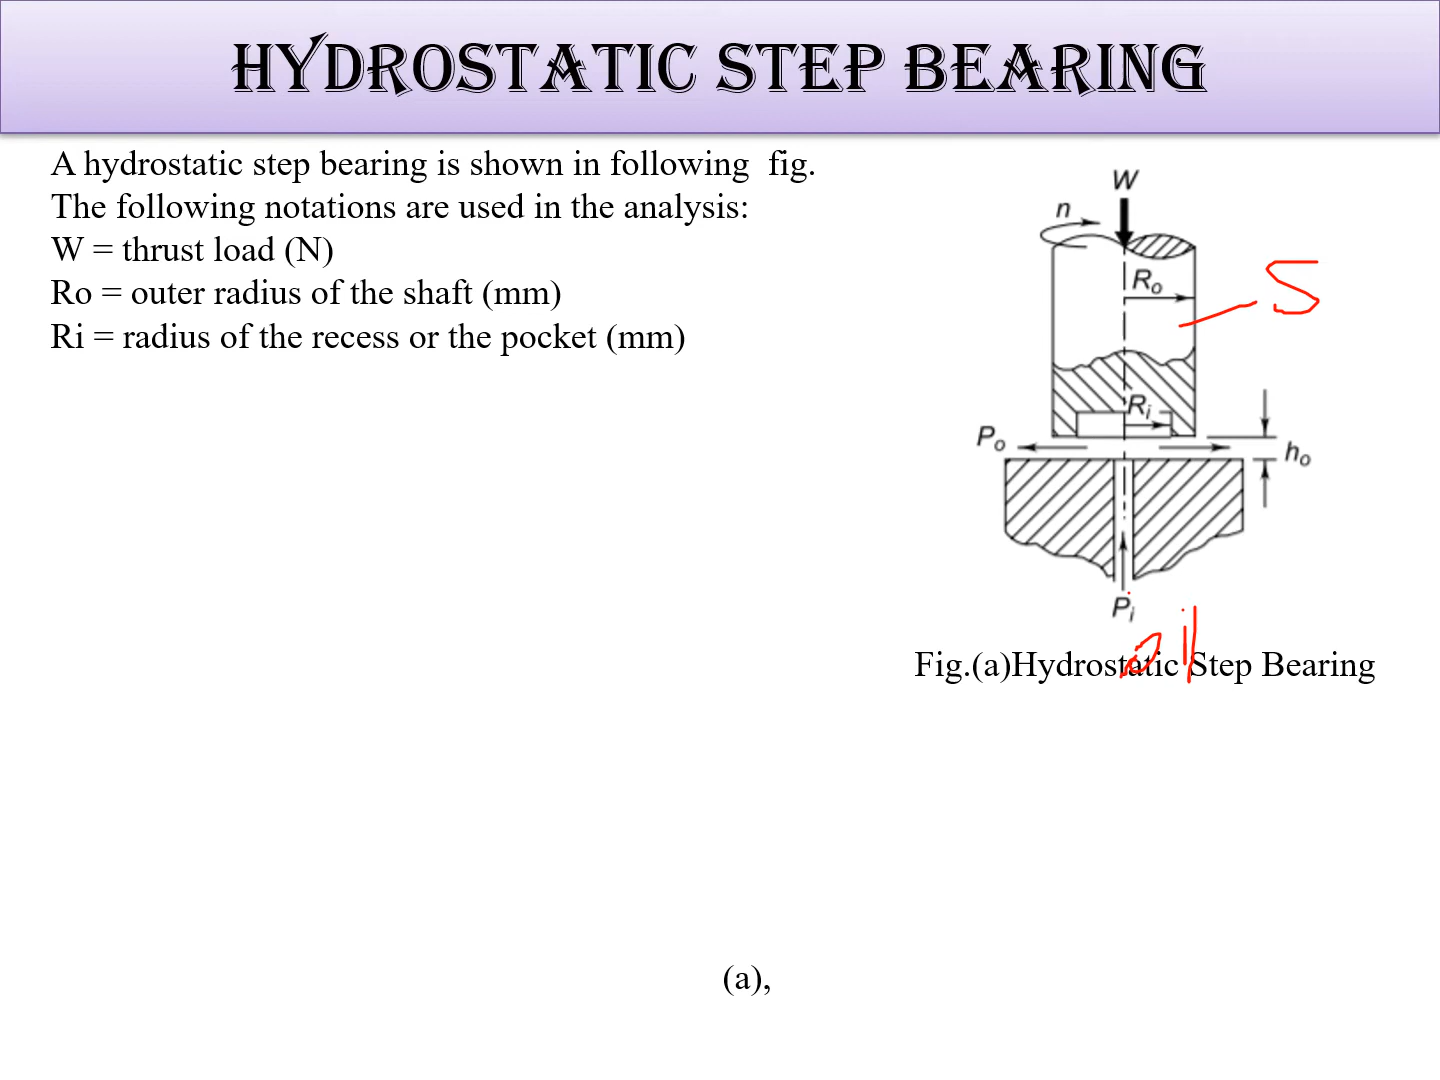 HYDROSTATIC STEP BEARING
A hydrostatic step bearing is shown in following fig.
The following notations are used in the analysis:
W = thrust load (N)
Ro = outer radius of the shaft (mm)
Ri = radius of the recess or the pocket (mm)
W
n
Ro
S
Ri
Po
ho
Pi
oil
Fig.(a)Hydrostatic Step Bearing
(a),